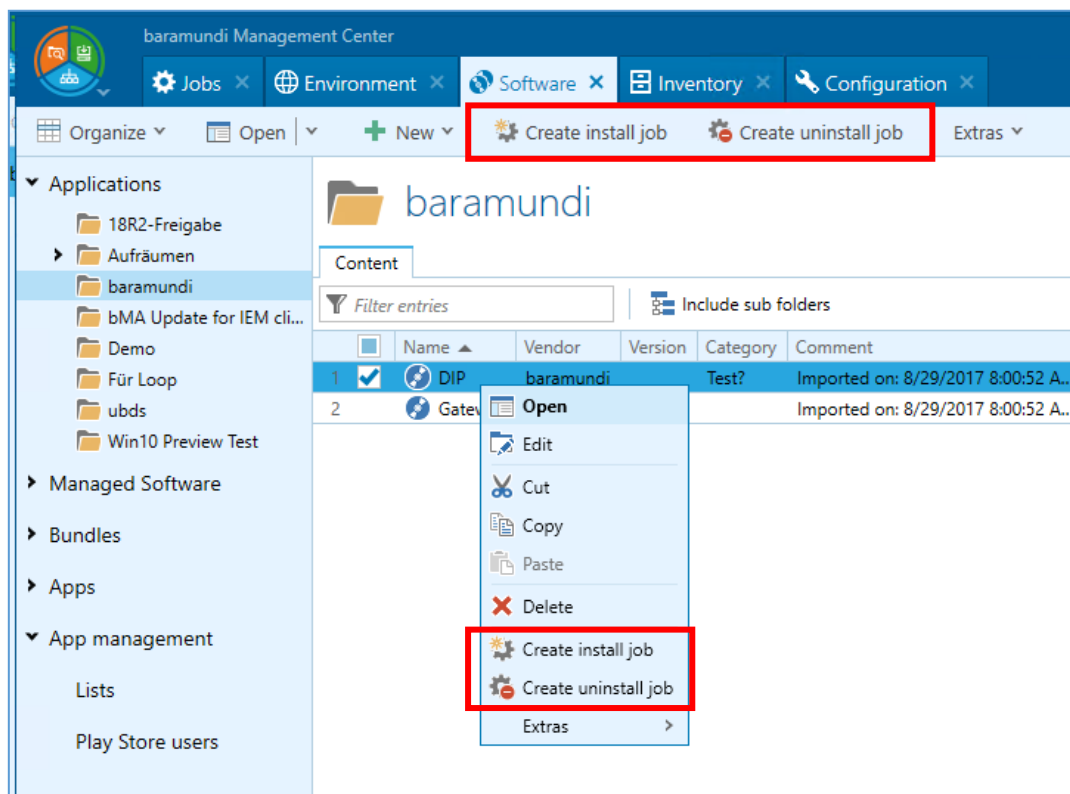 baramundi Management Center
Jobs Environment Software Inventory Configuration
Organize Open New Create install job Create uninstall job Extras
Applications
18R2-Freigabe
Aufräumen
baramundi
bMA Update for IEM cli...
Demo
Für Loop
ubds
Win10 Preview Test
Managed Software
Bundles
Apps
App management
Lists
Play Store users
baramundi
Content
Filter entries Include sub folders
Name Vendor Version Category Comment
1 DIP baramundi Test? Imported on: 8/29/2017 8:00:52 A..
2 Imported on: 8/29/2017 8:00:52 A..
Open
Edit
Cut
Copy
Paste
Delete
Create install job
Create uninstall job
Extras